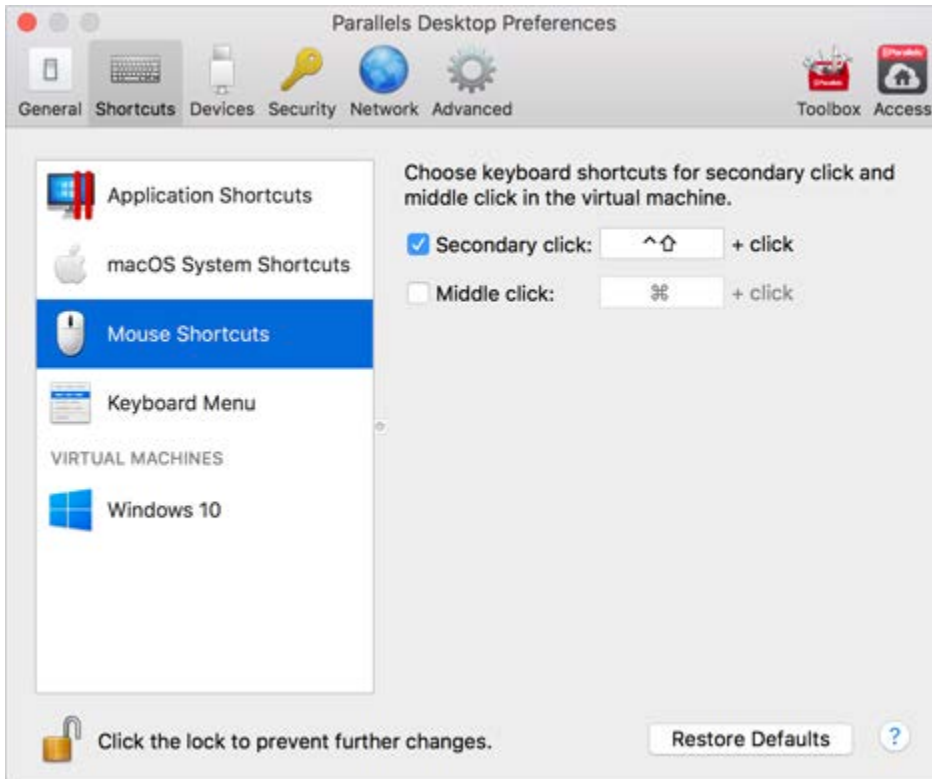 Parallels Desktop Preferences
General Shortcuts Devices Security Network Advanced Toolbox Access
Application Shortcuts
macOS System Shortcuts
Mouse Shortcuts
Keyboard Menu
VIRTUAL MACHINES
Windows 10
Choose keyboard shortcuts for secondary click and
middle click in the virtual machine.
Secondary click: ^⇧ + click
Middle click: ⌘ + click
Click the lock to prevent further changes.
Restore Defaults ?